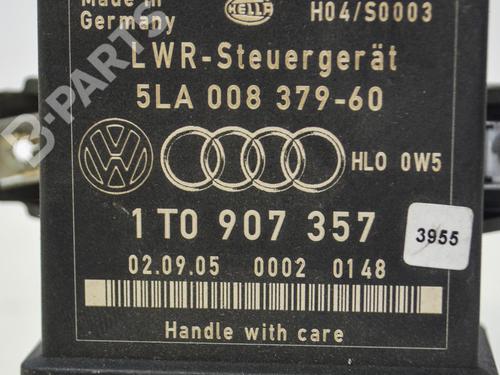 Made in
Germany
HELLA
H04/S0003
LWR-Steuergerät
5LA 008 379-60
HLO 0W5
1T0 907 357
3955
02.09.05 0002 0148
Handle with care
B-PARTS